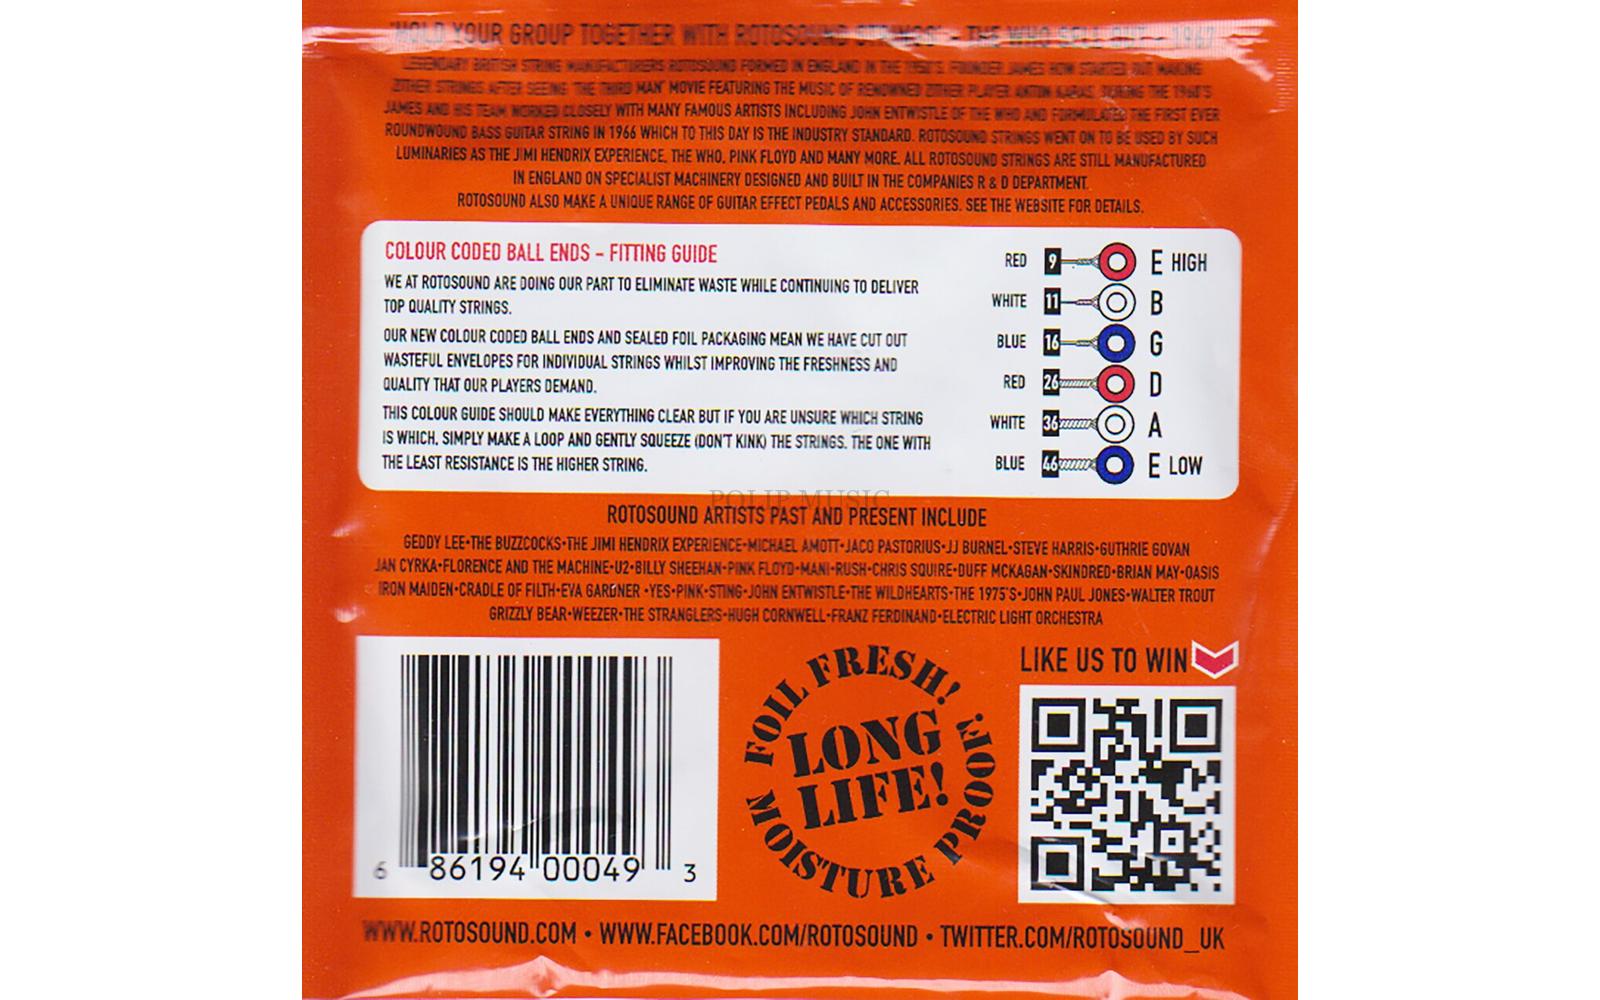 'HOLD YOUR GROUP TOGETHER WITH ROTOSOUND STRINGS' - THE WHO SELL OUT - 1967
LEGENDARY BRITISH STRING MANUFACTURERS ROTOSOUND FORMED IN ENGLAND IN THE 1950'S. FOUNDER JAMES HOW STARTED OUT MAKING
ZITHER STRINGS AFTER SEEING 'THE THIRD MAN' MOVIE FEATURING THE MUSIC OF RENOWNED ZITHER PLAYER ANTON KARAS. DURING THE 1960'S
JAMES AND HIS TEAM WORKED CLOSELY WITH MANY FAMOUS ARTISTS INCLUDING JOHN ENTWISTLE OF THE WHO AND FORMULATED THE FIRST EVER
ROUNDWOUND BASS GUITAR STRING IN 1966 WHICH TO THIS DAY IS THE INDUSTRY STANDARD. ROTOSOUND STRINGS WENT ON TO BE USED BY SUCH
LUMINARIES AS THE JIMI HENDRIX EXPERIENCE, THE WHO, PINK FLOYD AND MANY MORE. ALL ROTOSOUND STRINGS ARE STILL MANUFACTURED
IN ENGLAND ON SPECIALIST MACHINERY DESIGNED AND BUILT IN THE COMPANIES R & D DEPARTMENT.
ROTOSOUND ALSO MAKE A UNIQUE RANGE OF GUITAR EFFECT PEDALS AND ACCESSORIES. SEE THE WEBSITE FOR DETAILS.
COLOUR CODED BALL ENDS - FITTING GUIDE
WE AT ROTOSOUND ARE DOING OUR PART TO ELIMINATE WASTE WHILE CONTINUING TO DELIVER
TOP QUALITY STRINGS.
OUR NEW COLOUR CODED BALL ENDS AND SEALED FOIL PACKAGING MEAN WE HAVE CUT OUT
WASTEFUL ENVELOPES FOR INDIVIDUAL STRINGS WHILST IMPROVING THE FRESHNESS AND
QUALITY THAT OUR PLAYERS DEMAND.
THIS COLOUR GUIDE SHOULD MAKE EVERYTHING CLEAR BUT IF YOU ARE UNSURE WHICH STRING
IS WHICH, SIMPLY MAKE A LOOP AND GENTLY SQUEEZE (DON'T KINK) THE STRINGS. THE ONE WITH
THE LEAST RESISTANCE IS THE HIGHER STRING.
RED 9 E HIGH
WHITE 11 B
BLUE 16 G
RED 26 D
WHITE 36 A
BLUE 46 E LOW
POLIP MUSIC
ROTOSOUND ARTISTS PAST AND PRESENT INCLUDE
GEDDY LEE•THE BUZZCOCKS•THE JIMI HENDRIX EXPERIENCE•MICHAEL AMOTT•JACO PASTORIUS•JJ BURNEL•STEVE HARRIS•GUTHRIE GOVAN
JAN CYRKA•FLORENCE AND THE MACHINE•U2•BILLY SHEEHAN•PINK FLOYD•MANI•RUSH•CHRIS SQUIRE•DUFF MCKAGAN•SKINDRED•BRIAN MAY•OASIS
IRON MAIDEN•CRADLE OF FILTH•EVA GARDNER •YES•PINK•STING•JOHN ENTWISTLE•THE WILDHEARTS•THE 1975'S•JOHN PAUL JONES•WALTER TROUT
GRIZZLY BEAR•WEEZER•THE STRANGLERS•HUGH CORNWELL•FRANZ FERDINAND•ELECTRIC LIGHT ORCHESTRA
6 86194 00049 3
FOIL FRESH!
LONG
LIFE!
MOISTURE PROOF!
LIKE US TO WIN
WWW.ROTOSOUND.COM • WWW.FACEBOOK.COM/ROTOSOUND • TWITTER.COM/ROTOSOUND_UK